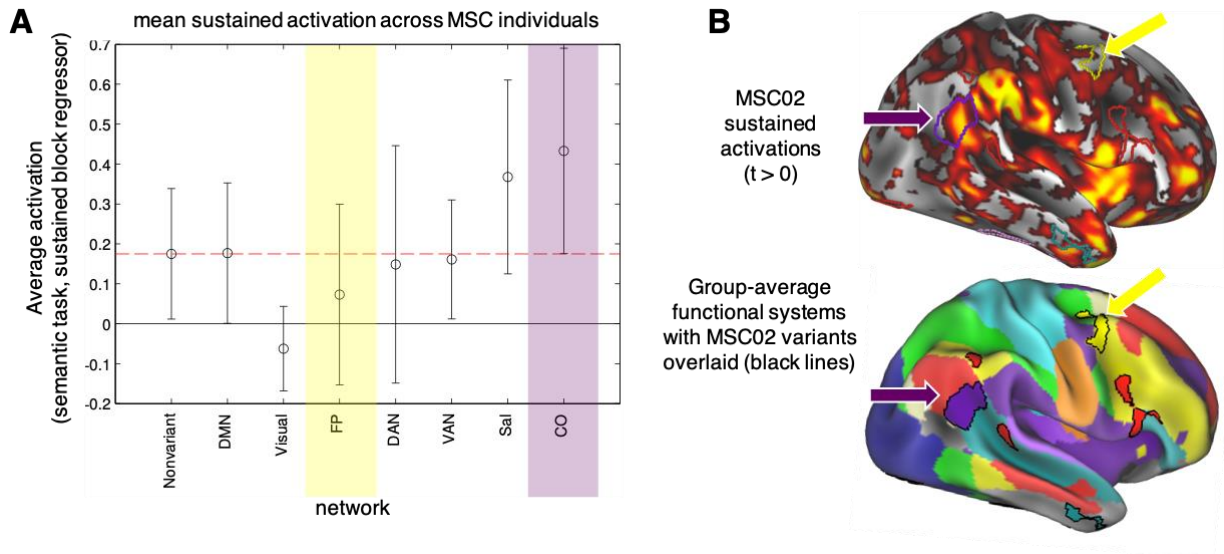 A
mean sustained activation across MSC individuals
Average activation
(semantic task, sustained block regressor)
0.7
0.6
0.5
0.4
0.3
0.2
0.1
0
-0.1
-0.2
Nonvariant
DMN
Visual
FP
DAN
VAN
Sal
CO
network
B
MSC02
sustained
activations
(t > 0)
Group-average
functional systems
with MSC02 variants
overlaid (black lines)